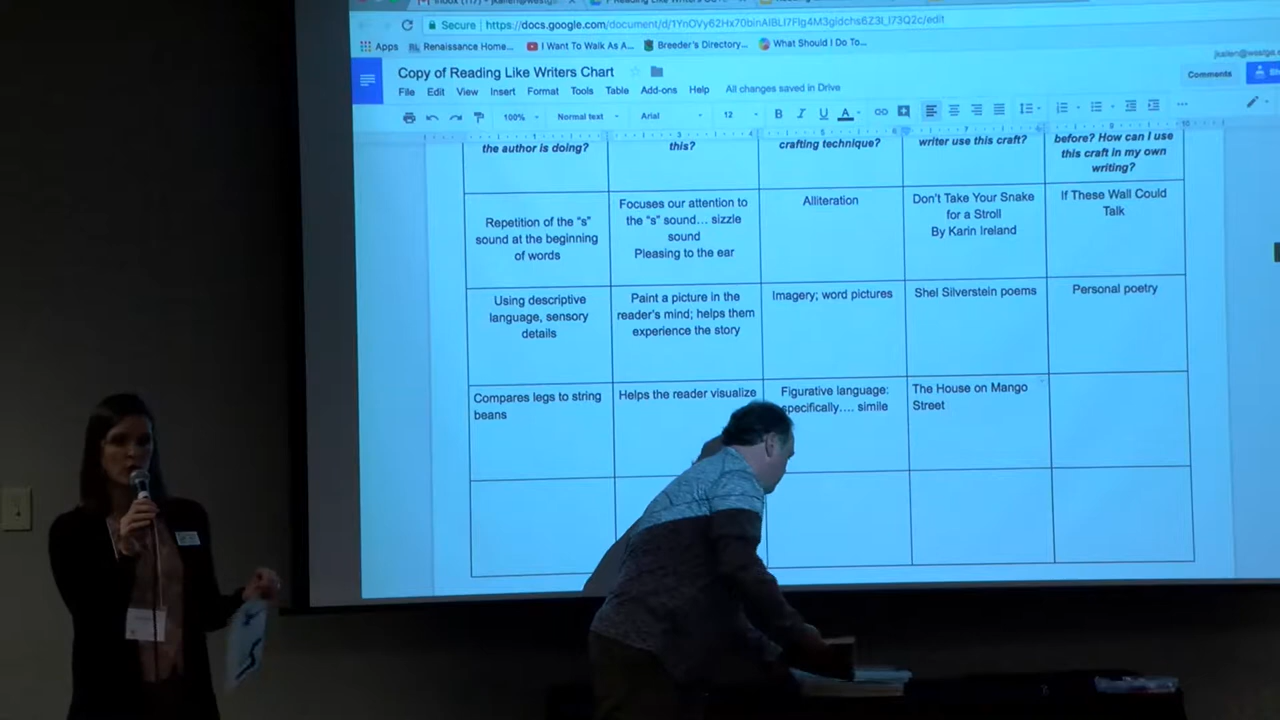 Secure | https://docs.google.com/document/d/
Apps Renaissance Home... I Want To Walk As A... Breeder's Directory... What Should I Do To...
Copy of Reading Like Writers Chart
Comments
File Edit View Insert Format Tools Table Add-ons Help All changes saved in Drive
100% Normal text Arial 12 B I U A
the author is doing?
this?
crafting technique?
writer use this craft?
before? How can I use
this craft in my own
writing?
Repetition of the "s"
sound at the beginning
of words
Focuses our attention to
the "s" sound... sizzle
sound
Pleasing to the ear
Alliteration
Don't Take Your Snake
for a Stroll
By Karin Ireland
If These Wall Could
Talk
Using descriptive
language, sensory
details
Paint a picture in the
reader's mind; helps them
experience the story
Imagery; word pictures
Shel Silverstein poems
Personal poetry
Compares legs to string
beans
Helps the reader visualize
Figurative language:
specifically.... simile
The House on Mango
Street